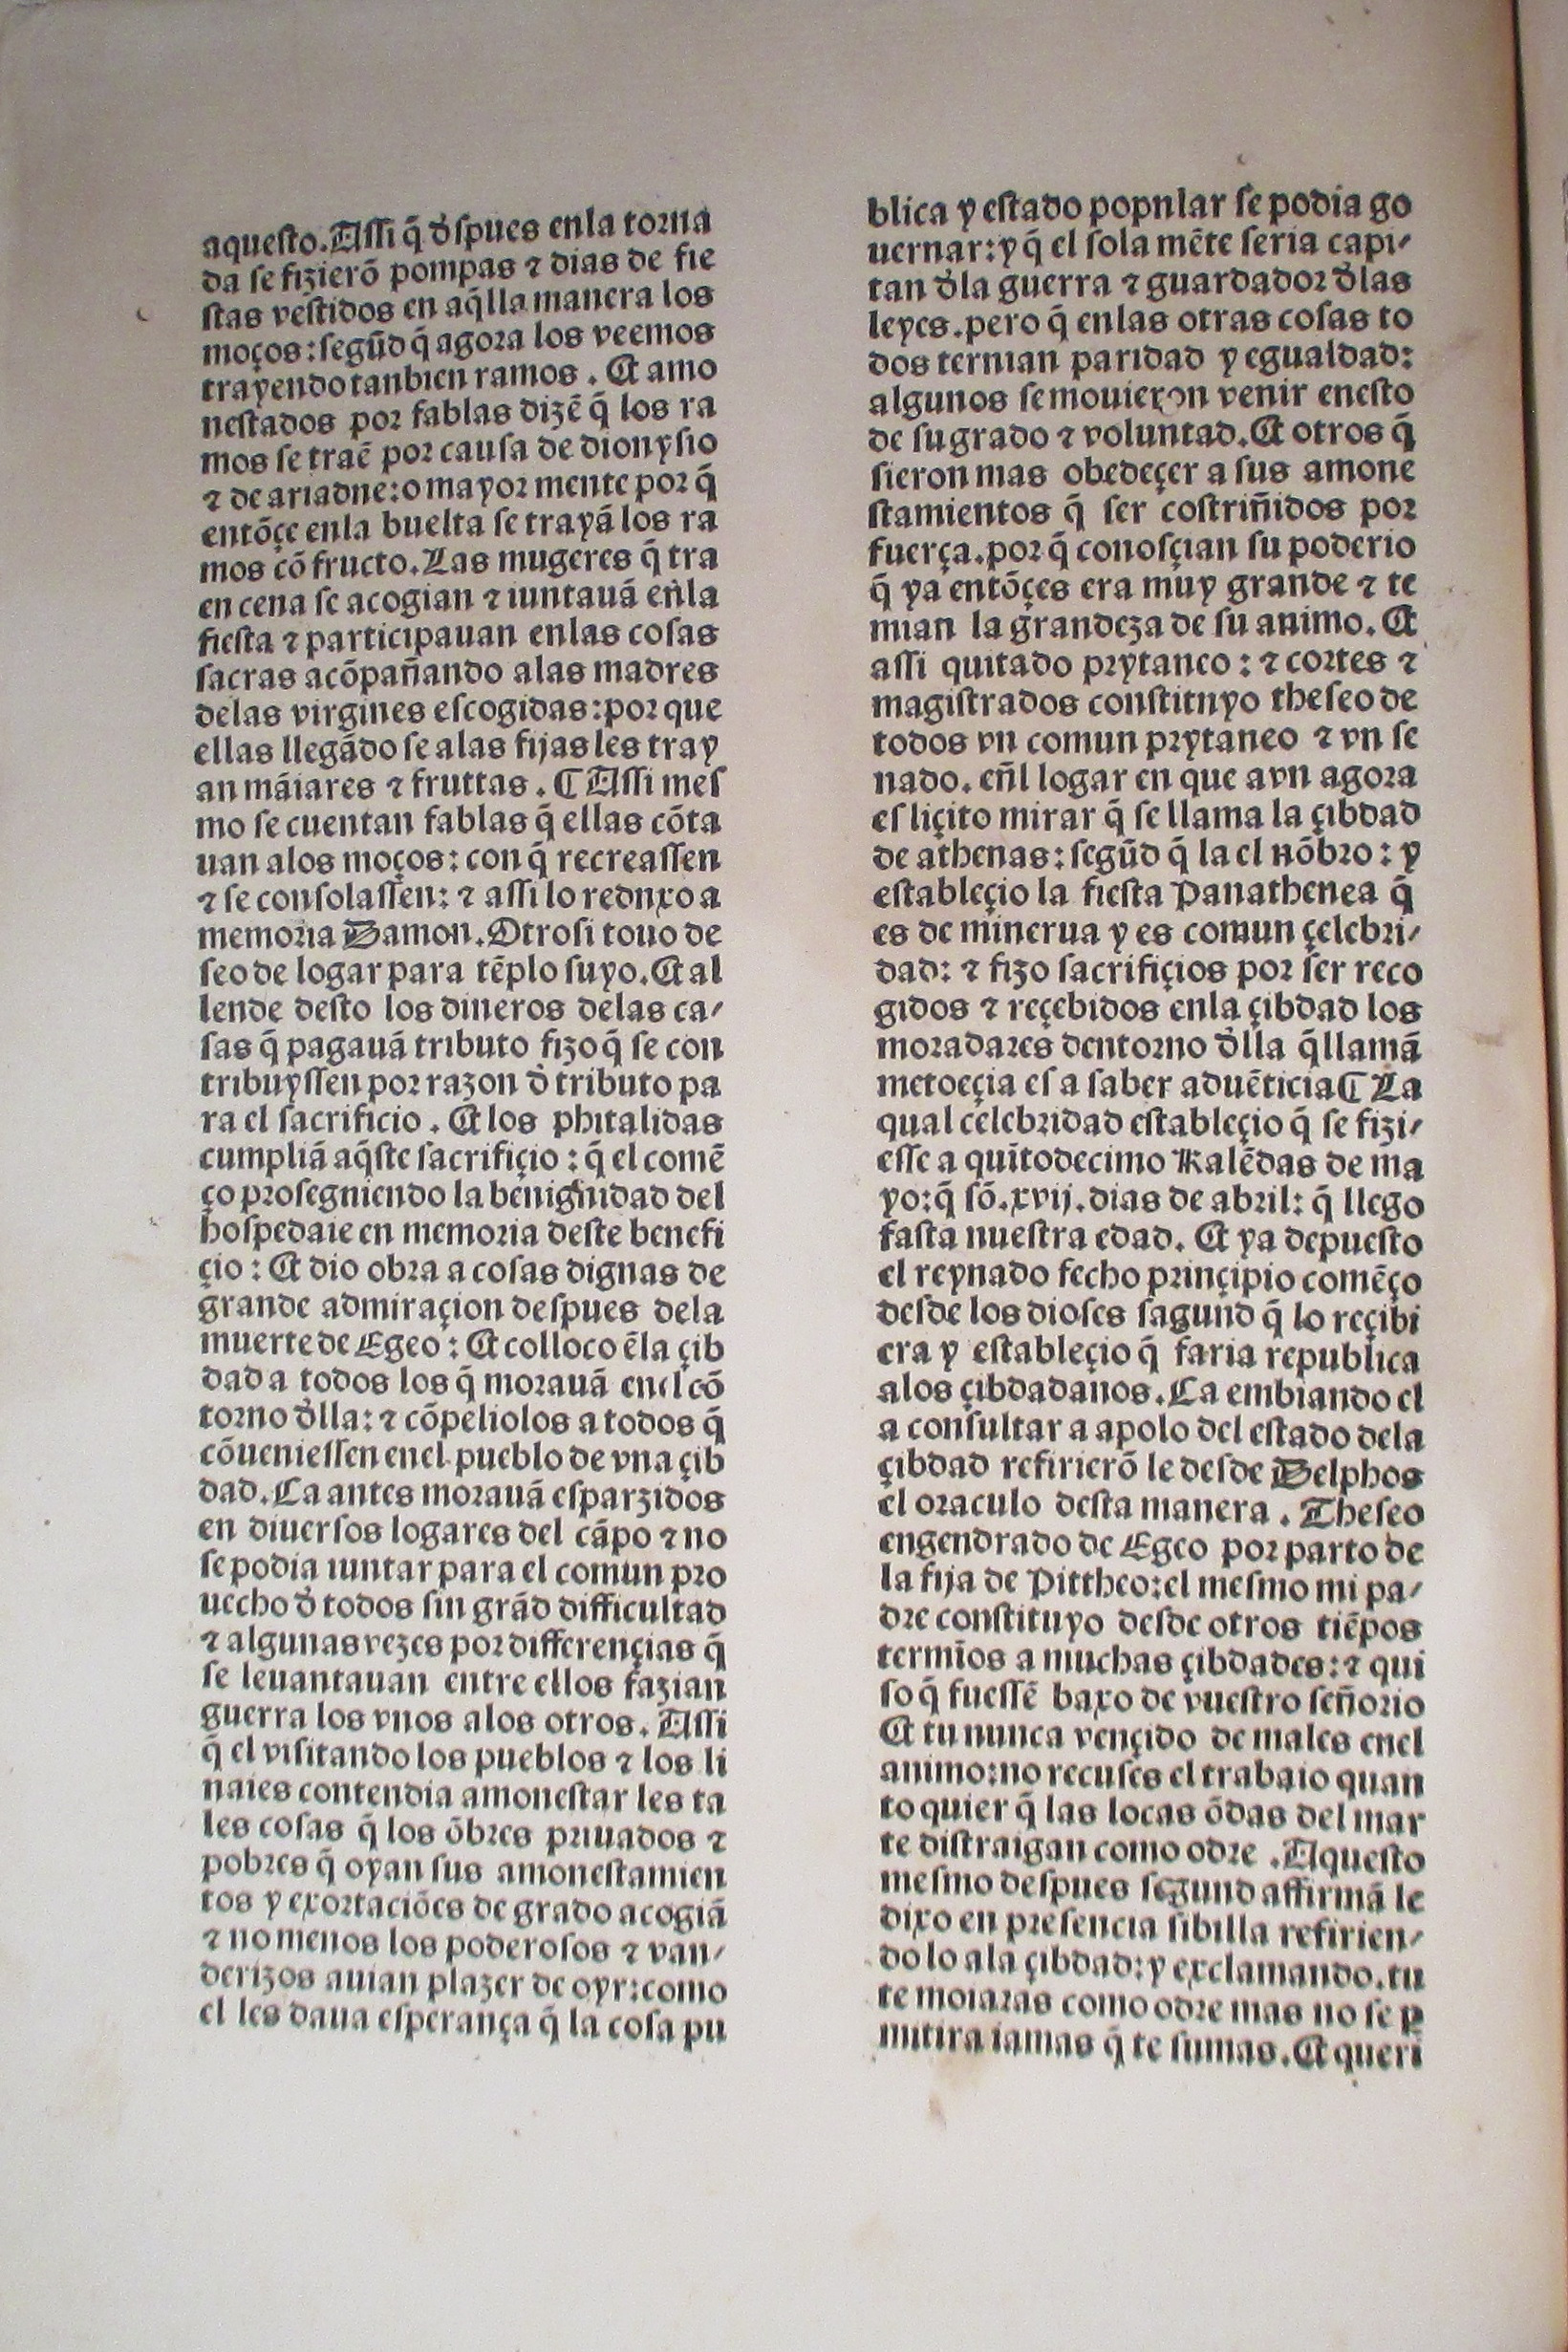 aqueſto. Aſſi q̃ d̛ſpues enla torna
da ſe fizierõ pompas ⁊ dias de fie
ſtas veſtidos en aq̃lla manera los
moços: ſegũd q̃ agora los veemos
trayendo tanbien ramos. E amo
neſtados por fablas dizẽ q̃ los ra
mos ſe traẽ por cauſa de dionyſio
⁊ de ariadne: o mayor mente por q̃
entõçe enla buelta ſe trayã los ra
mos cõ fructo. Las mugeres q̃ tra
en cena ſe acogian ⁊ iuntauã eñla
fieſta ⁊ participauan enlas coſas
ſacras acõpañando alas madres
delas virgines eſcogidas: por que
ellas llegãdo ſe alas fijas les tray
an mãiares ⁊ fruttas. ¶ Aſſi meſ
mo ſe cuentan fablas q̃ ellas cõta
uan alos moços: con q̃ recreaſſen
⁊ ſe conſolaſſen: ⁊ aſſi lo rednxo a
memoria Damon. Otroſi touo de
ſeo de logar para tẽplo ſuyo. E al
lende deſto los dineros delas ca⸗
ſas q̃ pagauã tributo fizo q̃ ſe con
tribuyſſen por razon d̛ tributo pa
ra el ſacrificio. E los phitalidas
cumpliã aq̃ſte ſacrifiçio: q̃ el comẽ
ço proſegniendo la benignidad del
hoſpedaie en memoria deſte benefi
çio: E dio obra a coſas dignas de
grande admiraçion deſpues dela
muerte de Egeo: E colloco ẽla çib
dad a todos los q̃ morauã enel cõ
torno d̛lla: ⁊ cõpeliolos a todos q̃
cõuenieſſen enel pueblo de vna çib
dad. Ca antes morauã eſparzidos
en diuerſos logares del cãpo ⁊ no
ſe podia iuntar para el comun pro
uecho d̛ todos ſin grãd difficultad
⁊ algunas vezes por differençias q̃
ſe leuantauan entre ellos fazian
guerra los vnos alos otros. Aſſi
q̃ el viſitando los pueblos ⁊ los li
naies contendia amoneſtar les ta
les coſas q̃ los õbres priuados ⁊
pobres q̃ oyan ſus amoneſtamien
tos y exortaciões de grado acogiã
⁊ no menos los poderoſos ⁊ van⸗
derizos auian plazer de oyr: como
el les daua eſperança q̃ la coſa pu
blica y eſtado popnlar ſe podia go
uernar: y q̃ el ſola mẽte ſeria capi⸗
tan d̛la guerra ⁊ guardador d̛las
leyes. pero q̃ enlas otras coſas to
dos ternian paridad y egualdad:
algunos ſe mouieron venir eneſto
de ſu grado ⁊ voluntad. E otros q̃
ſieron mas obedeçer a ſus amone
ſtamientos q̃ ſer coſtriñidos por
fuerça. por q̃ conoſçian ſu poderio
q̃ ya entõçes era muy grande ⁊ te
mian la grandeza de ſu animo. E
aſſi quitado prytaneo: ⁊ cortes ⁊
magiſtrados conſtitnyo theſeo de
todos vn comun prytaneo ⁊ vn ſe
nado. eñl logar en que avn agora
eſ liçito mirar q̃ ſe llama la çibdad
de athenas: ſegũd q̃ la el nõbro: y
eſtableçio la fieſta Panathenea q̃
es de minerua y es comun çelebri⸗
dad: ⁊ fizo ſacrifiçios por ſer reco
gidos ⁊ reçebidos enla çibdad los
moradares dentorno d̛lla q̃llamã
metoeçia eſ a ſaber aduẽticia ¶ La
qual celebridad eſtableçio q̃ ſe fizi⸗
eſſe a quĩtodecimo Kalẽdas de ma
yo: q̃ ſõ. xvij. dias de abril: q̃ llego
faſta nueſtra edad. E ya depueſto
el reynado fecho prinçipio comẽço
deſde los dioſes ſagund q̃ lo reçibi
era y eſtableçio q̃ faria republica
alos çibdadanos. Ca embiando el
a conſultar a apolo del eſtado dela
çibdad refirierõ le deſde Delphos
el oraculo deſta manera. Theſeo
engendrado de Egeo por parto de
la fija de Pittheo: el meſmo mi pa⸗
dre conſtituyo deſde otros tiẽpos
termĩos a muchas çibdades: ⁊ qui
ſo q̃ fueſſẽ baxo de vueſtro ſeñorio
E tu nunca vençido de males enel
animo: no recuſes el trabaio quan
to quier q̃ las locas õdas del mar
te diſtraigan como odre. Aqueſto
meſmo deſpues ſegund affirmã le
dixo en preſencia ſibilla refirien⸗
do lo ala çibdad: y exclamando. tu
te moiaras como odre mas no ſe p̱
mitira iamas q̃ te ſumas. E querĩ